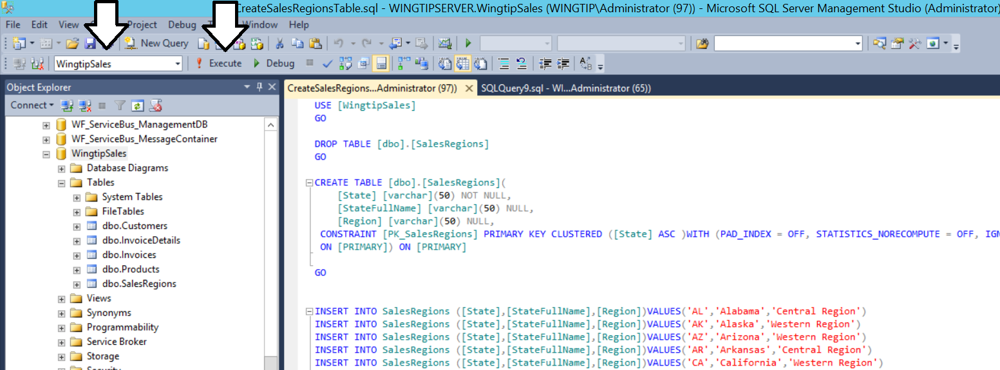 CreateSalesRegionsTable.sql - WINGTIPSERVER.WingtipSales (WINGTIP\Administrator (97)) - Microsoft SQL Server Management Studio (Administrator)
File Edit View Project Debug Window Help
New Query
WingtipSales Execute Debug
Object Explorer
Connect
WF_ServiceBus_ManagementDB
WF_ServiceBus_MessageContainer
WingtipSales
Database Diagrams
Tables
System Tables
FileTables
dbo.Customers
dbo.InvoiceDetails
dbo.Invoices
dbo.Products
dbo.SalesRegions
Views
Synonyms
Programmability
Service Broker
Storage
Security
CreateSalesRegions...Administrator (97)) SQLQuery9.sql - WI...Administrator (65))
USE [WingtipSales]
GO
DROP TABLE [dbo].[SalesRegions]
GO
CREATE TABLE [dbo].[SalesRegions](
[State] [varchar](50) NOT NULL,
[StateFullName] [varchar](50) NULL,
[Region] [varchar](50) NULL,
CONSTRAINT [PK_SalesRegions] PRIMARY KEY CLUSTERED ([State] ASC )WITH (PAD_INDEX = OFF, STATISTICS_NORECOMPUTE = OFF, IGN
ON [PRIMARY]) ON [PRIMARY]
GO
INSERT INTO SalesRegions ([State],[StateFullName],[Region])VALUES('AL','Alabama','Central Region')
INSERT INTO SalesRegions ([State],[StateFullName],[Region])VALUES('AK','Alaska','Western Region')
INSERT INTO SalesRegions ([State],[StateFullName],[Region])VALUES('AZ','Arizona','Western Region')
INSERT INTO SalesRegions ([State],[StateFullName],[Region])VALUES('AR','Arkansas','Central Region')
INSERT INTO SalesRegions ([State],[StateFullName],[Region])VALUES('CA','California','Western Region')